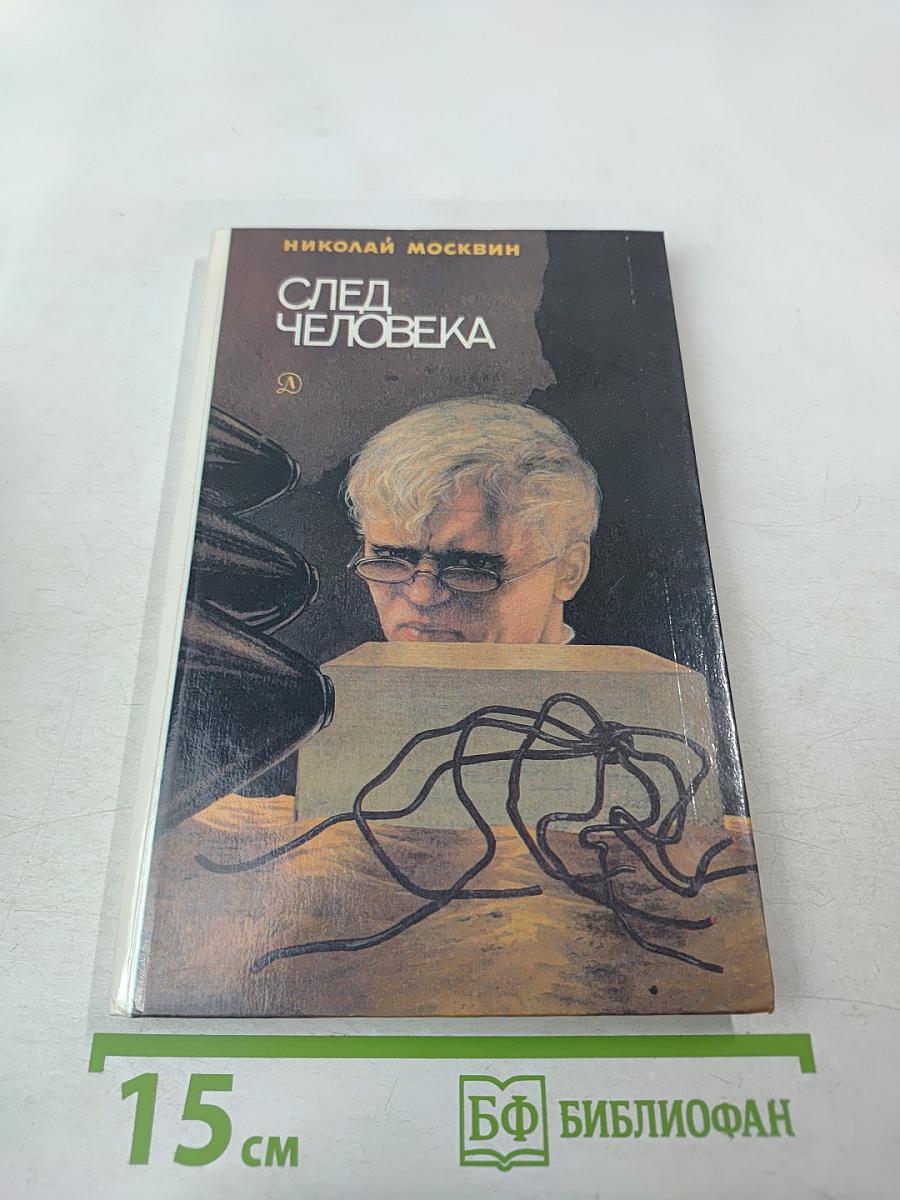 НИКОЛАЙ МОСКВИН
СЛЕД
ЧЕЛОВЕКА
Д
15 см
БФ БИБЛИОФАН